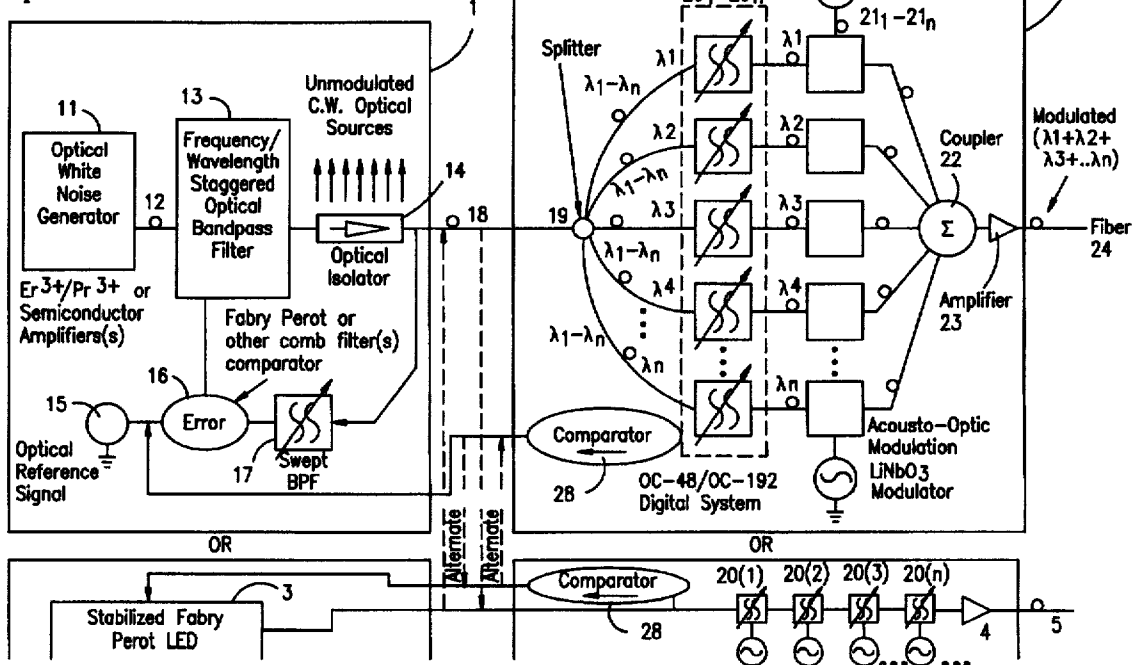 1
11
Optical
White
Noise
Generator
12
Er3+/Pr3+ or
Semiconductor
Amplifiers(s)
13
Frequency/
Wavelength
Staggered
Optical
Bandpass
Filter
Unmodulated
C.W. Optical
Sources
14
Optical
Isolator
18
Fabry Perot or
other comb filter(s)
comparator
16
Error
15
Optical
Reference
Signal
17
Swept
BPF
OR
3
Stabilized Fabry
Perot LED
Alternate
Alternate
Splitter
19
λ1-λn
λ1-λn
λ1-λn
λ1-λn
λ1
λ2
λ3
λ4
λn
λ1
λ2
λ3
λ4
λn
211-21n
Coupler
22
Σ
Amplifier
23
Modulated
(λ1+λ2+
λ3+..λn)
Fiber
24
Comparator
28
OC-48/OC-192
Digital System
Acousto-Optic
Modulation
LiNbO3
Modulator
OR
Comparator
28
20(1)
20(2)
20(3)
20(n)
4
5